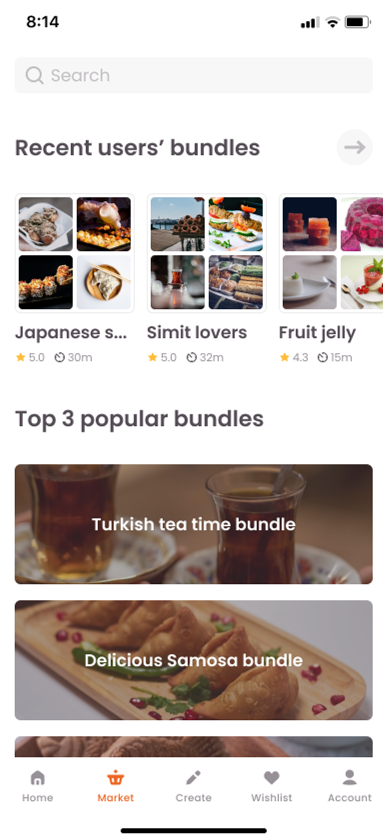 8:14
Search
Recent users’ bundles
Japanese s...
Simit lovers
Fruit jelly
5.0 30m
5.0 32m
4.3 15m
Top 3 popular bundles
Turkish tea time bundle
Delicious Samosa bundle
Home
Market
Create
Wishlist
Account